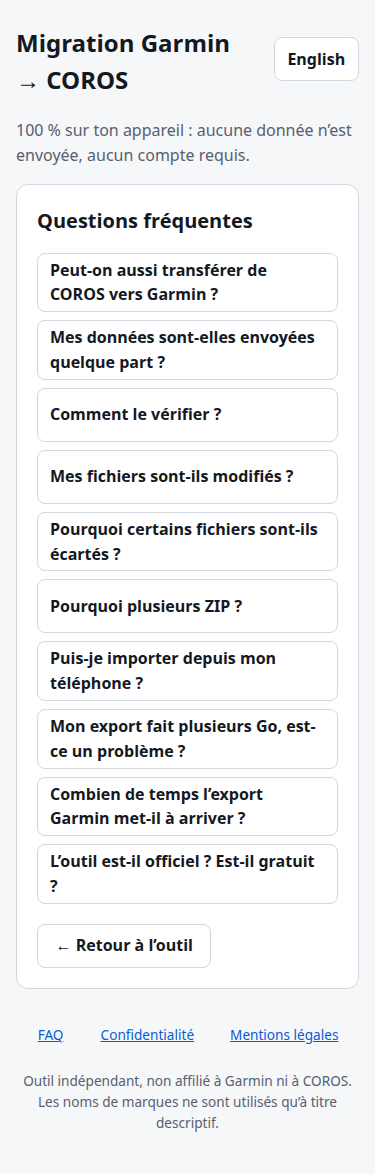 Migration Garmin
→ COROS
English
100 % sur ton appareil : aucune donnée n’est
envoyée, aucun compte requis.
Questions fréquentes
Peut-on aussi transférer de
COROS vers Garmin ?
Mes données sont-elles envoyées
quelque part ?
Comment le vérifier ?
Mes fichiers sont-ils modifiés ?
Pourquoi certains fichiers sont-ils
écartés ?
Pourquoi plusieurs ZIP ?
Puis-je importer depuis mon
téléphone ?
Mon export fait plusieurs Go, est-
ce un problème ?
Combien de temps l’export
Garmin met-il à arriver ?
L’outil est-il officiel ? Est-il gratuit
?
← Retour à l’outil
FAQ
Confidentialité
Mentions légales
Outil indépendant, non affilié à Garmin ni à COROS.
Les noms de marques ne sont utilisés qu’à titre
descriptif.